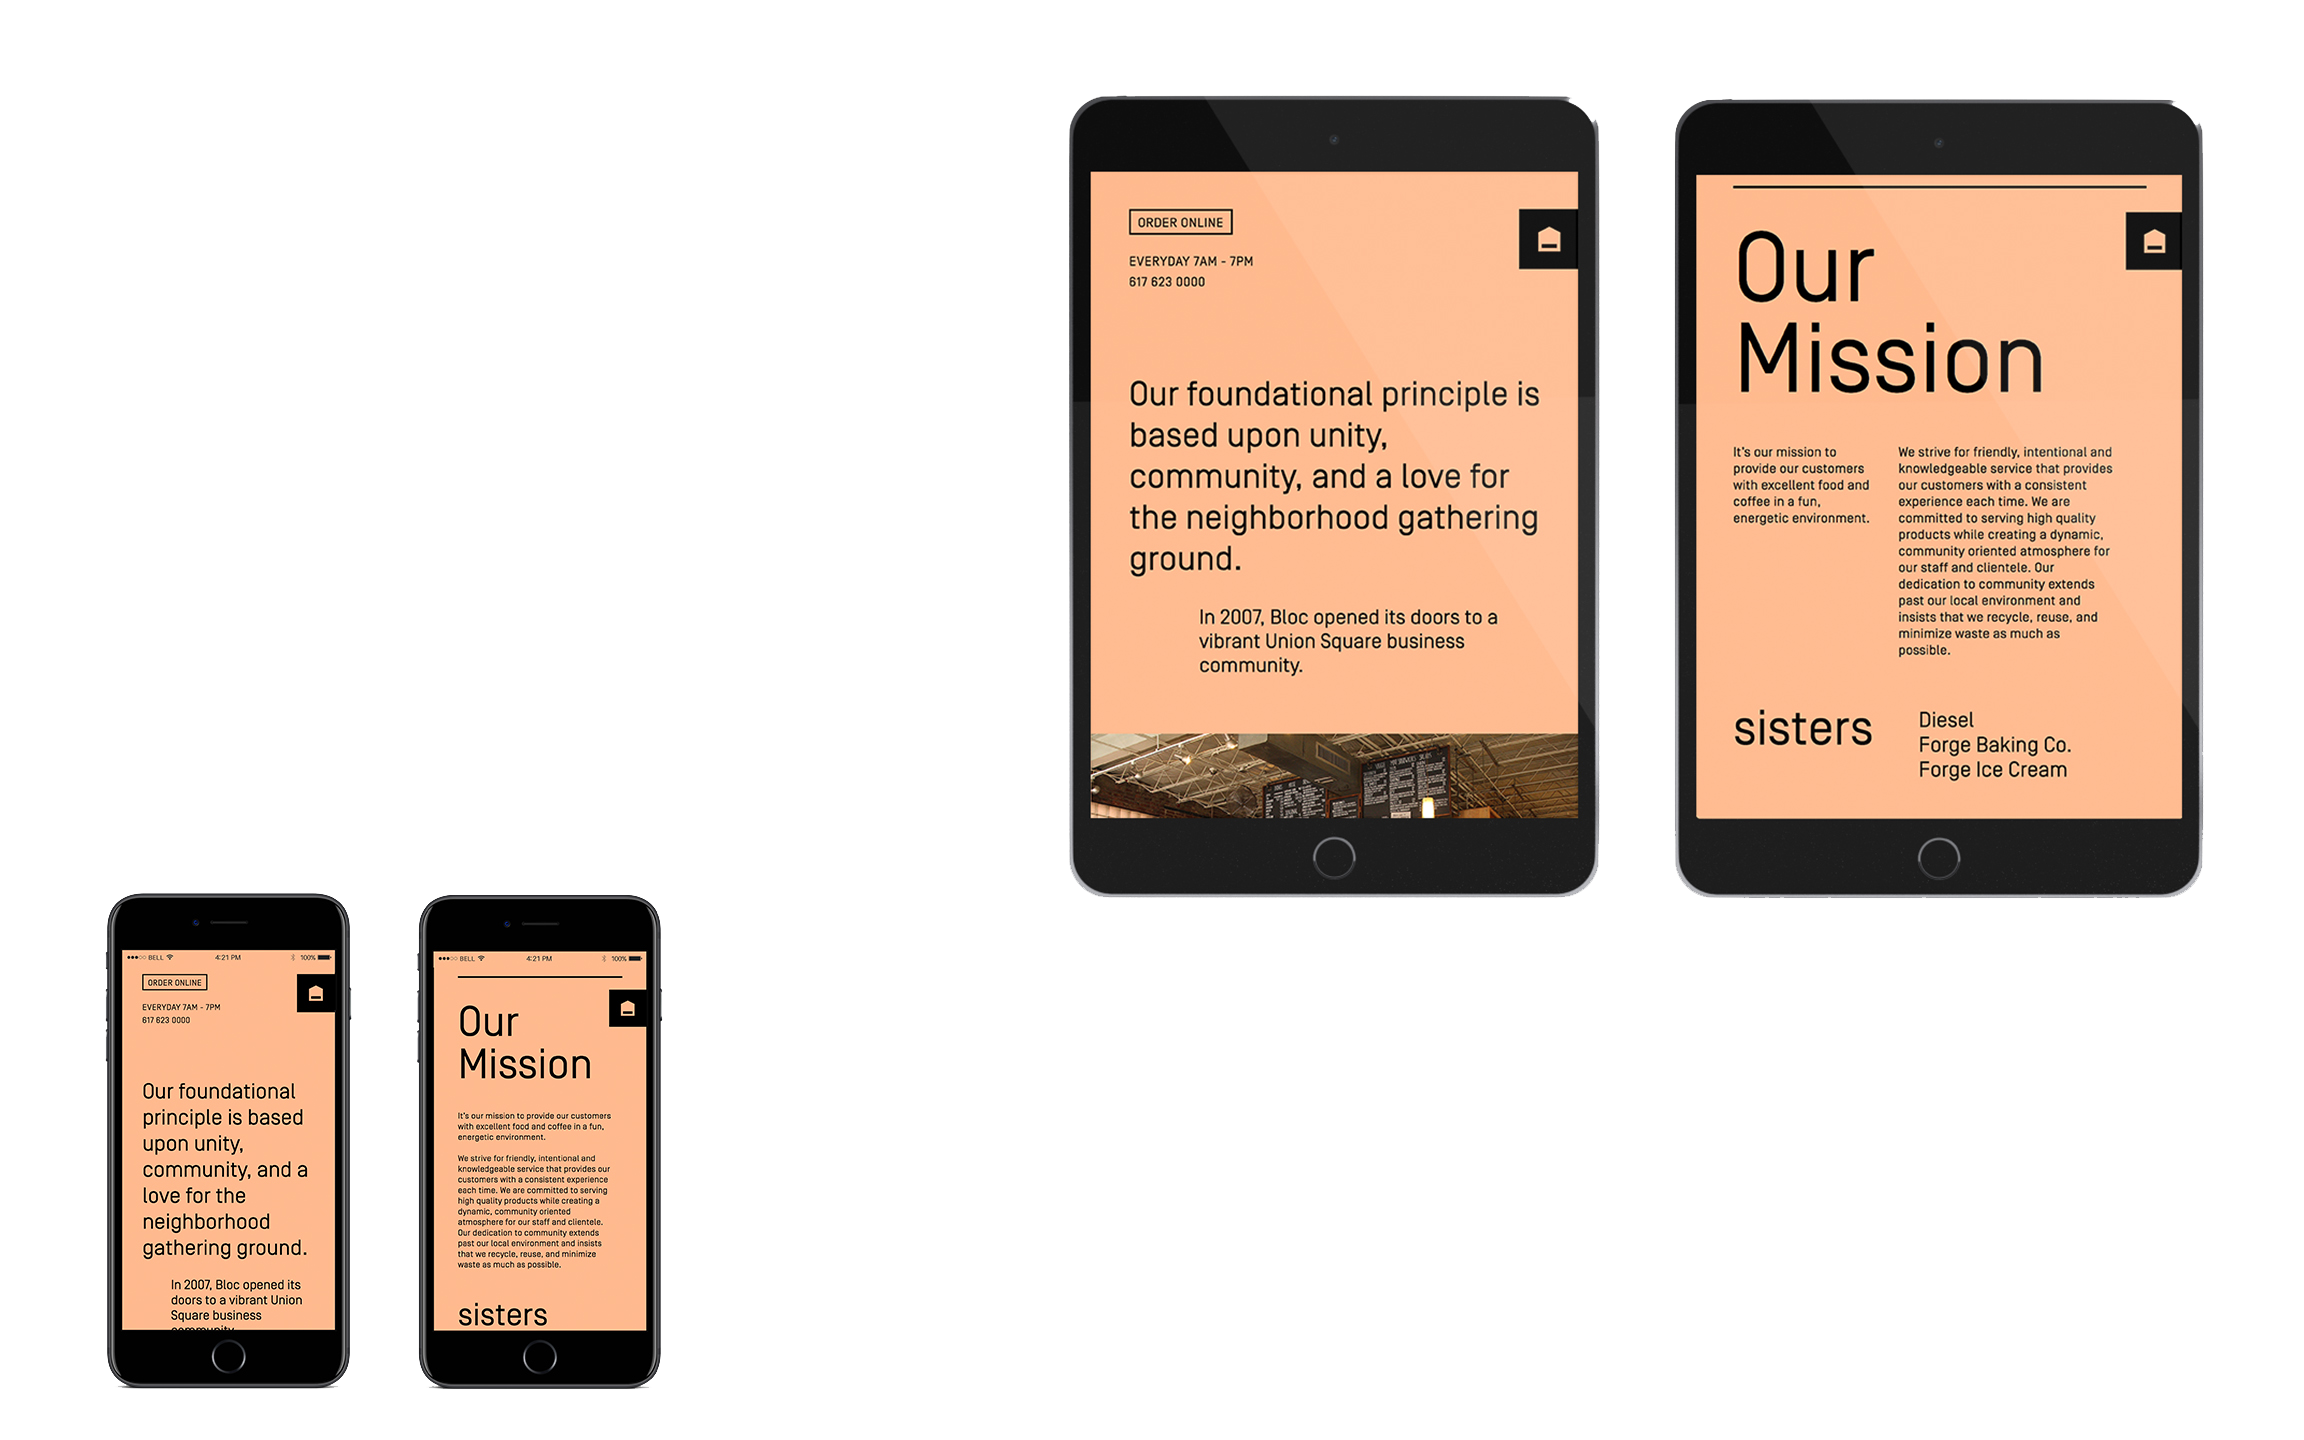 ORDER ONLINE
EVERYDAY 7AM - 7PM
617 623 0000
Our foundational principle is
based upon unity,
community, and a love for
the neighborhood gathering
ground.
In 2007, Bloc opened its doors to a
vibrant Union Square business
community.
Our
Mission
It's our mission to
provide our customers
with excellent food and
coffee in a fun,
energetic environment.
We strive for friendly, intentional and
knowledgeable service that provides
our customers with a consistent
experience each time. We are
committed to serving high quality
products while creating a dynamic,
community oriented atmosphere for
our staff and clientele. Our
dedication to community extends
past our local environment and
insists that we recycle, reuse, and
minimize waste as much as
possible.
sisters
Diesel
Forge Baking Co.
Forge Ice Cream
BELL
4:21 PM
100%
ORDER ONLINE
EVERYDAY 7AM - 7PM
617 623 0000
Our foundational
principle is based
upon unity,
community, and a
love for the
neighborhood
gathering ground.
In 2007, Bloc opened its
doors to a vibrant Union
Square business
community.
BELL
4:21 PM
100%
Our
Mission
It's our mission to provide our customers
with excellent food and coffee in a fun,
energetic environment.
We strive for friendly, intentional and
knowledgeable service that provides our
customers with a consistent experience
each time. We are committed to serving
high quality products while creating a
dynamic, community oriented
atmosphere for our staff and clientele.
Our dedication to community extends
past our local environment and insists
that we recycle, reuse, and minimize
waste as much as possible.
sisters